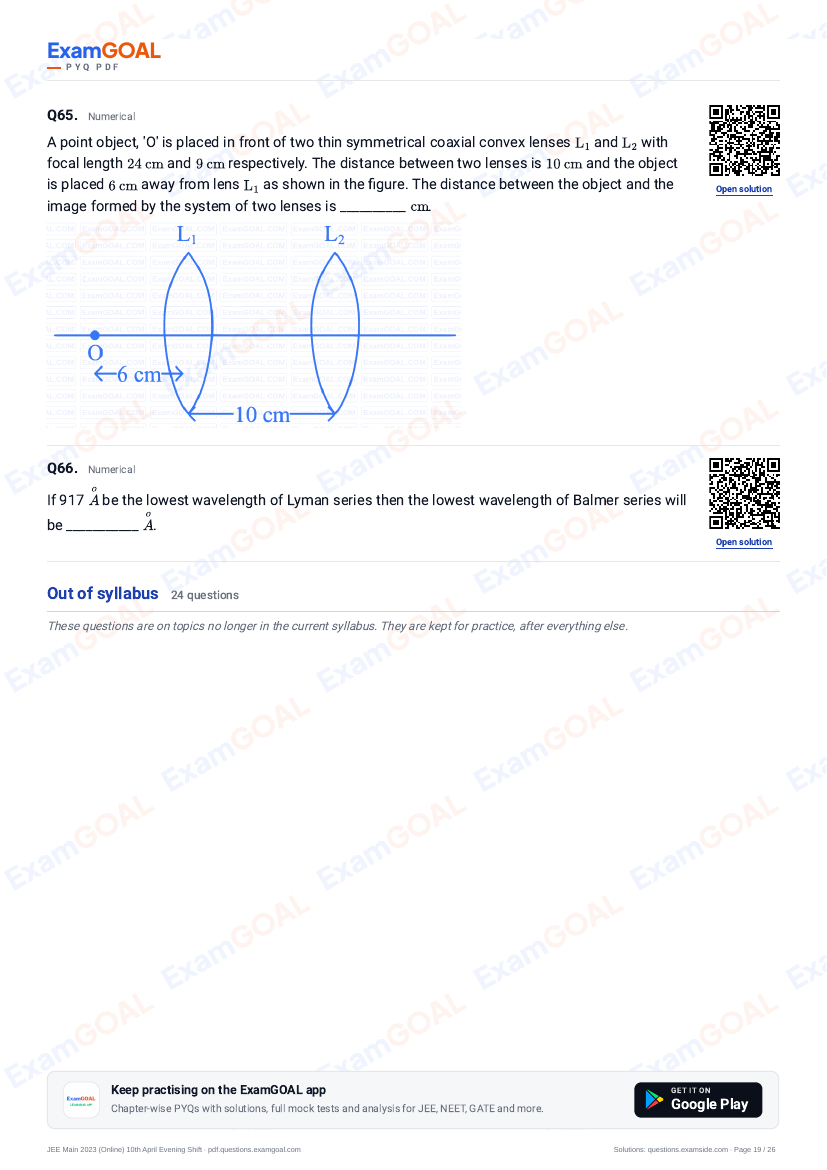 ExamGOAL
PYQ PDF
Q65. Numerical
A point object, 'O' is placed in front of two thin symmetrical coaxial convex lenses L₁ and L₂ with
focal length 24 cm and 9 cm respectively. The distance between two lenses is 10 cm and the object
is placed 6 cm away from lens L₁ as shown in the figure. The distance between the object and the
image formed by the system of two lenses is __________ cm.
Open solution
L₁ L₂
O
6 cm
10 cm
Q66. Numerical
If 917 Å be the lowest wavelength of Lyman series then the lowest wavelength of Balmer series will
be ___________ Å.
Open solution
Out of syllabus 24 questions
These questions are on topics no longer in the current syllabus. They are kept for practice, after everything else.
Keep practising on the ExamGOAL app
Chapter-wise PYQs with solutions, full mock tests and analysis for JEE, NEET, GATE and more.
GET IT ON
Google Play
JEE Main 2023 (Online) 10th April Evening Shift · pdf.questions.examgoal.com
Solutions: questions.examside.com · Page 19 / 26